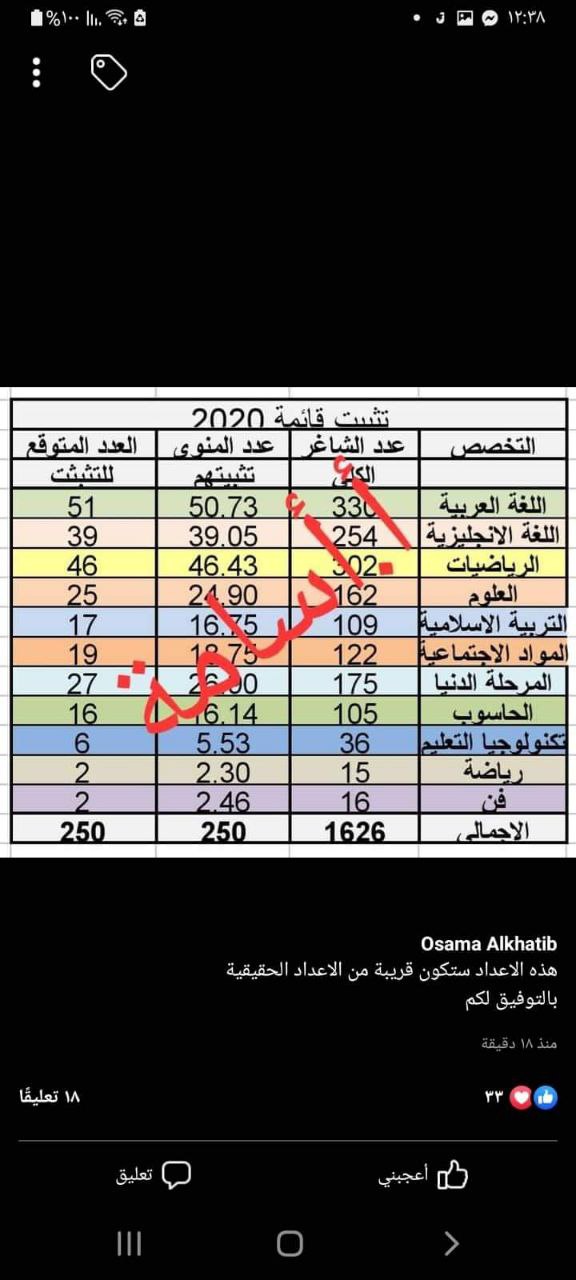 ١٢:٣٨
%١٠٠
تثبيت قائمة 2020
التخصص عدد الشاغر الكلي عدد المنوى تثبيتهم العدد المتوقع للتثبثت
اللغة العربية 330 50.73 51
اللغة الانجليزية 254 39.05 39
الرياضيات 302 46.43 46
العلوم 162 24.90 25
التربية الاسلامية 109 16.75 17
المواد الاجتماعية 122 18.75 19
المرحلة الدنيا 175 26.90 27
الحاسوب 105 16.14 16
تكنولوجيا التعليم 36 5.53 6
رياضة 15 2.30 2
فن 16 2.46 2
الاجمالي 1626 250 250
أ.أسامة
Osama Alkhatib
هذه الاعداد ستكون قريبة من الاعداد الحقيقية
بالتوفيق لكم
منذ ١٨ دقيقة
٣٣
١٨ تعليقًا
أعجبني
تعليق